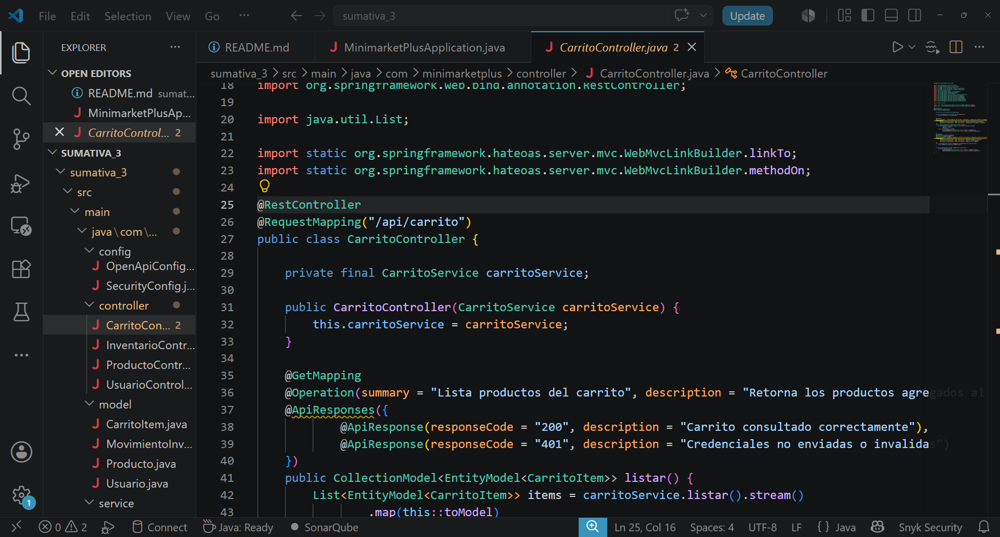 File Edit Selection View Go ··· sumativa_3 Update
EXPLORER ···
OPEN EDITORS
README.md sumat...
MinimarketPlusAp...
CarritoControl... 2
SUMATIVA_3
sumativa_3
src
main
java\com\...
config
OpenApiConfig...
SecurityConfig.j...
controller
CarritoCon... 2
InventarioContr...
ProductoContr...
UsuarioControl...
model
CarritoItem.java
MovimientoInv...
Producto.java
Usuario.java
service
1
README.md MinimarketPlusApplication.java CarritoController.java 2
sumativa_3 > src > main > java > com > minimarketplus > controller > CarritoController.java > CarritoController
18 import org.springframework.web.bind.annotation.RestController;
19
20 import java.util.List;
21
22 import static org.springframework.hateoas.server.mvc.WebMvcLinkBuilder.linkTo;
23 import static org.springframework.hateoas.server.mvc.WebMvcLinkBuilder.methodOn;
24
25 @RestController
26 @RequestMapping("/api/carrito")
27 public class CarritoController {
28
29 private final CarritoService carritoService;
30
31 public CarritoController(CarritoService carritoService) {
32 this.carritoService = carritoService;
33 }
34
35 @GetMapping
36 @Operation(summary = "Lista productos del carrito", description = "Retorna los productos agregados al
37 @ApiResponses({
38 @ApiResponse(responseCode = "200", description = "Carrito consultado correctamente"),
39 @ApiResponse(responseCode = "401", description = "Credenciales no enviadas o invalidas")
40 })
41 public CollectionModel<EntityModel<CarritoItem>> listar() {
42 List<EntityModel<CarritoItem>> items = carritoService.listar().stream()
43 .map(this::toModel)
0 2 Connect Java: Ready SonarQube Ln 25, Col 16 Spaces: 4 UTF-8 LF {} Java Snyk Security